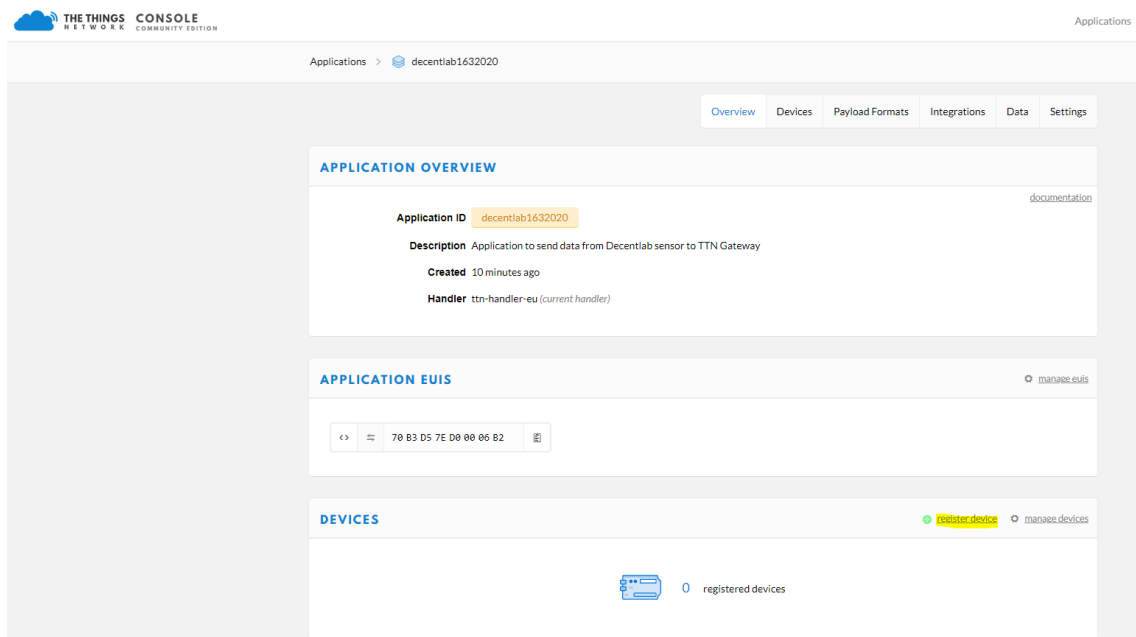 THE THINGS CONSOLE
NETWORK COMMUNITY EDITION
Applications
Applications > decentlab1632020
Overview Devices Payload Formats Integrations Data Settings
APPLICATION OVERVIEW
documentation
Application ID decentlab1632020
Description Application to send data from Decentlab sensor to TTN Gateway
Created 10 minutes ago
Handler ttn-handler-eu (current handler)
APPLICATION EUIS
manage euis
<> 70 B3 D5 7E D0 00 06 B2
DEVICES
register device manage devices
0 registered devices